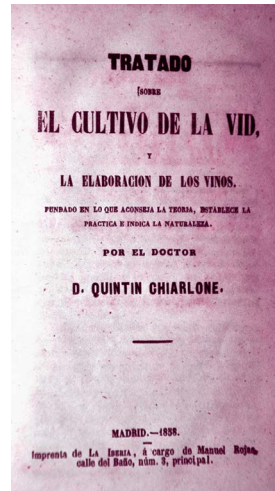 TRATADO
SOBRE
EL CULTIVO DE LA VID,
Y
LA ELABORACION DE LOS VINOS.
FUNDADO EN LO QUE ACONSEJA LA TEORIA, ESTABLECE LA
PRACTICA E INDICA LA NATURALEZA.
POR EL DOCTOR
D. QUINTIN CHIARLONE.
MADRID.—1858.
Imprenta de LA IBERIA, á cargo de Manuel Rojas,
calle del Baño, núm. 3, principal.